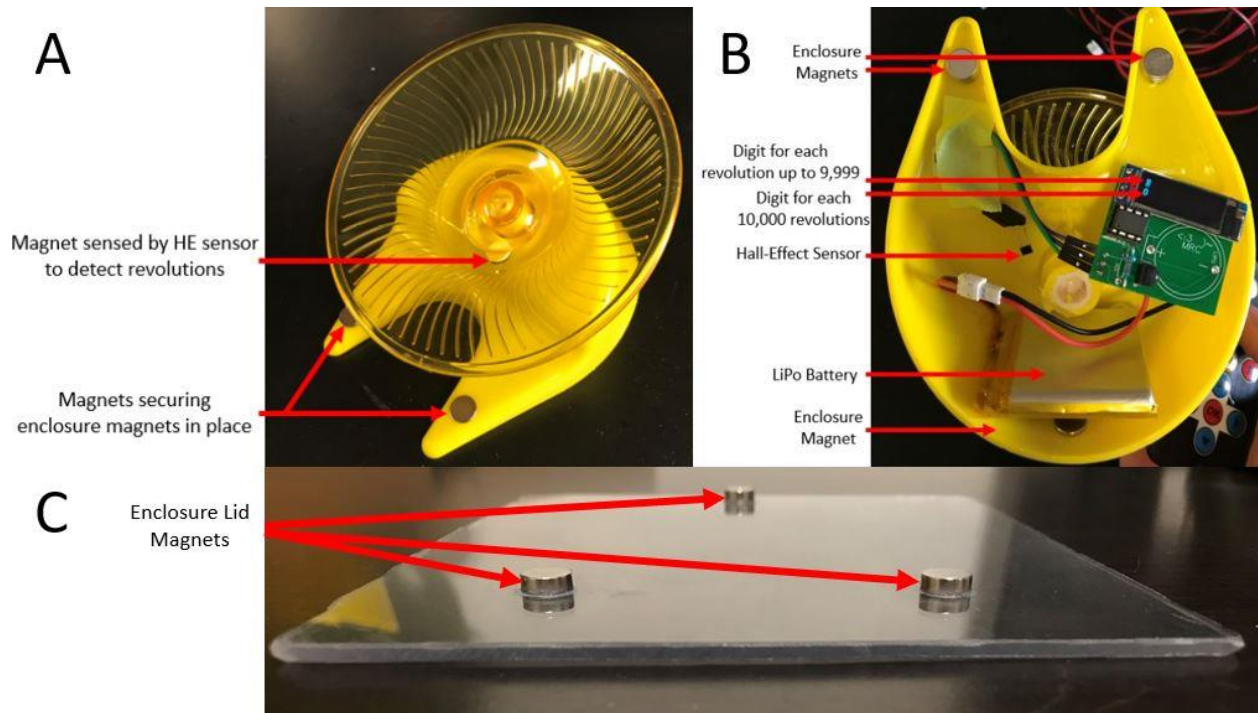 A
Magnet sensed by HE sensor
to detect revolutions
Magnets securing
enclosure magnets in place
B
Enclosure
Magnets
Digit for each
revolution up to 9,999
Digit for each
10,000 revolutions
Hall-Effect Sensor
LiPo Battery
Enclosure
Magnet
C
Enclosure Lid
Magnets